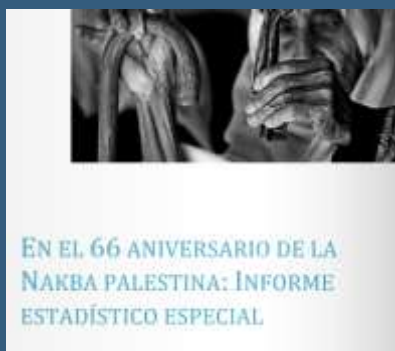 EN EL 66 ANIVERSARIO DE LA
NAKBA PALESTINA: INFORME
ESTADÍSTICO ESPECIAL